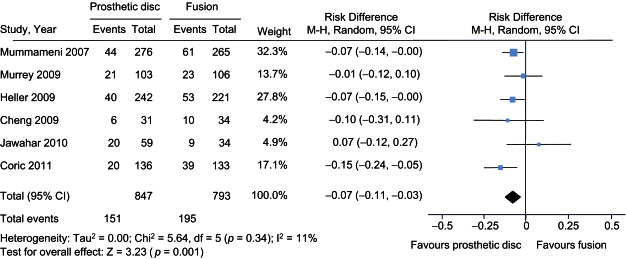 Prosthetic disc Fusion Risk Difference Risk Difference
Study, Year Events Total Events Total Weight M-H, Random, 95% CI M-H, Random, 95% CI
Mummameni 2007 44 276 61 265 32.3% −0.07 (−0.14, −0.00)
Murrey 2009 21 103 23 106 13.7% −0.01 (−0.12, 0.10)
Heller 2009 40 242 53 221 27.8% −0.07 (−0.15, −0.00)
Cheng 2009 6 31 10 34 4.2% −0.10 (−0.31, 0.11)
Jawahar 2010 20 59 9 34 4.9% 0.07 (−0.12, 0.27)
Coric 2011 20 136 39 133 17.1% −0.15 (−0.24, −0.05)
Total (95% CI) 847 793 100.0% −0.07 (−0.11, −0.03)
Total events 151 195
−0.5 −0.25 0 0.25 0.5
Heterogeneity: Tau² = 0.00; Chi² = 5.64, df = 5 (p = 0.34); I² = 11%
Favours prosthetic disc Favours fusion
Test for overall effect: Z = 3.23 (p = 0.001)